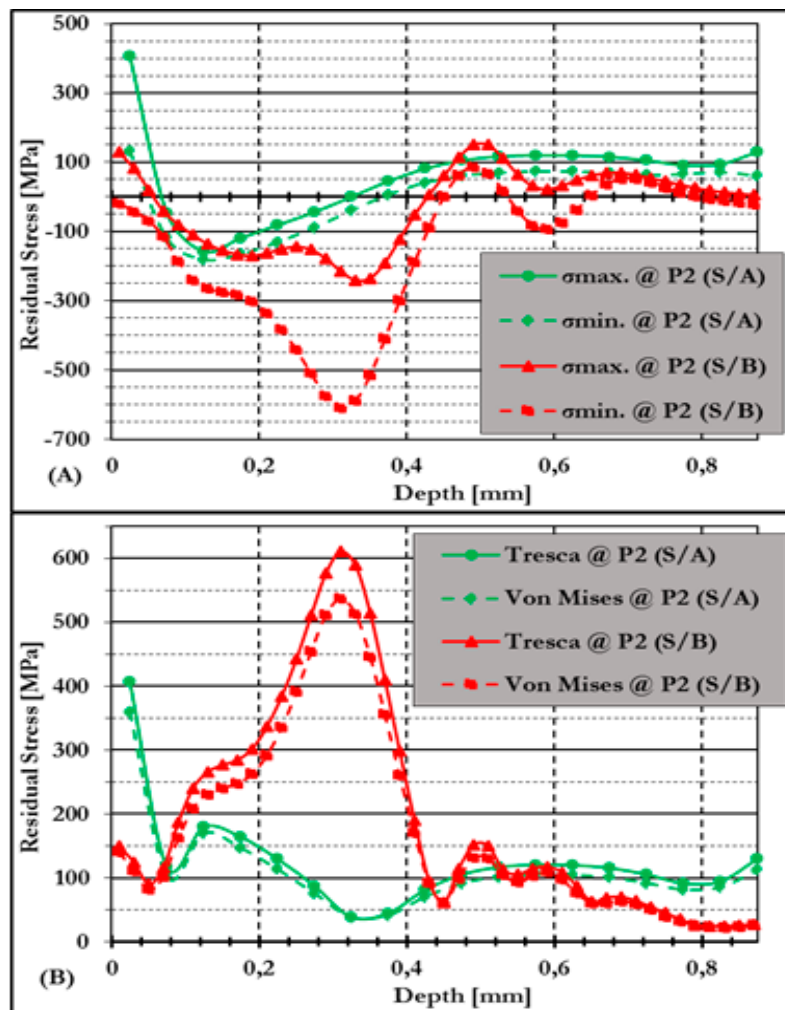 500
300
100
-100
-300
-500
-700
Residual Stress [MPa]
σmax. @ P2 (S/A)
σmin. @ P2 (S/A)
σmax. @ P2 (S/B)
σmin. @ P2 (S/B)
0 0,2 0,4 0,6 0,8
(A)
Depth [mm]
600
500
400
300
200
100
0
Residual Stress [MPa]
Tresca @ P2 (S/A)
Von Mises @ P2 (S/A)
Tresca @ P2 (S/B)
Von Mises @ P2 (S/B)
0 0,2 0,4 0,6 0,8
(B)
Depth [mm]